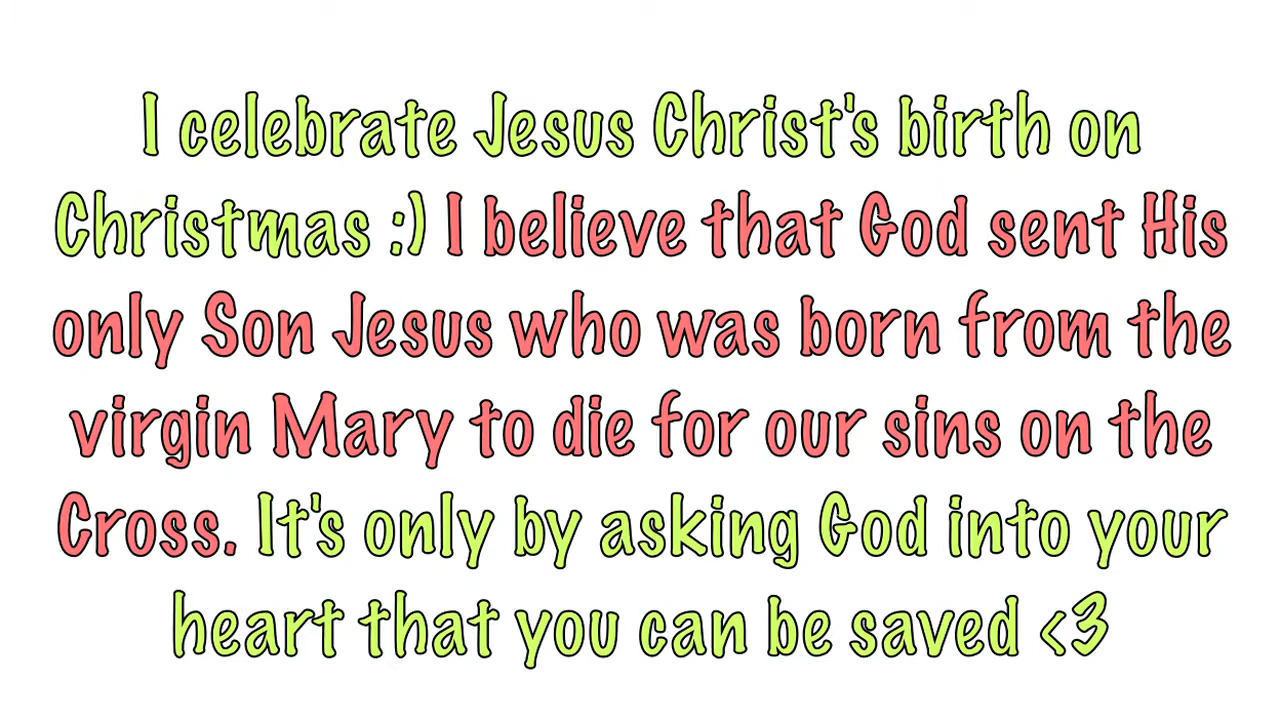 I celebrate Jesus Christ's birth on
Christmas :) I believe that God sent His
only Son Jesus who was born from the
virgin Mary to die for our sins on the
Cross. It's only by asking God into your
heart that you can be saved <3